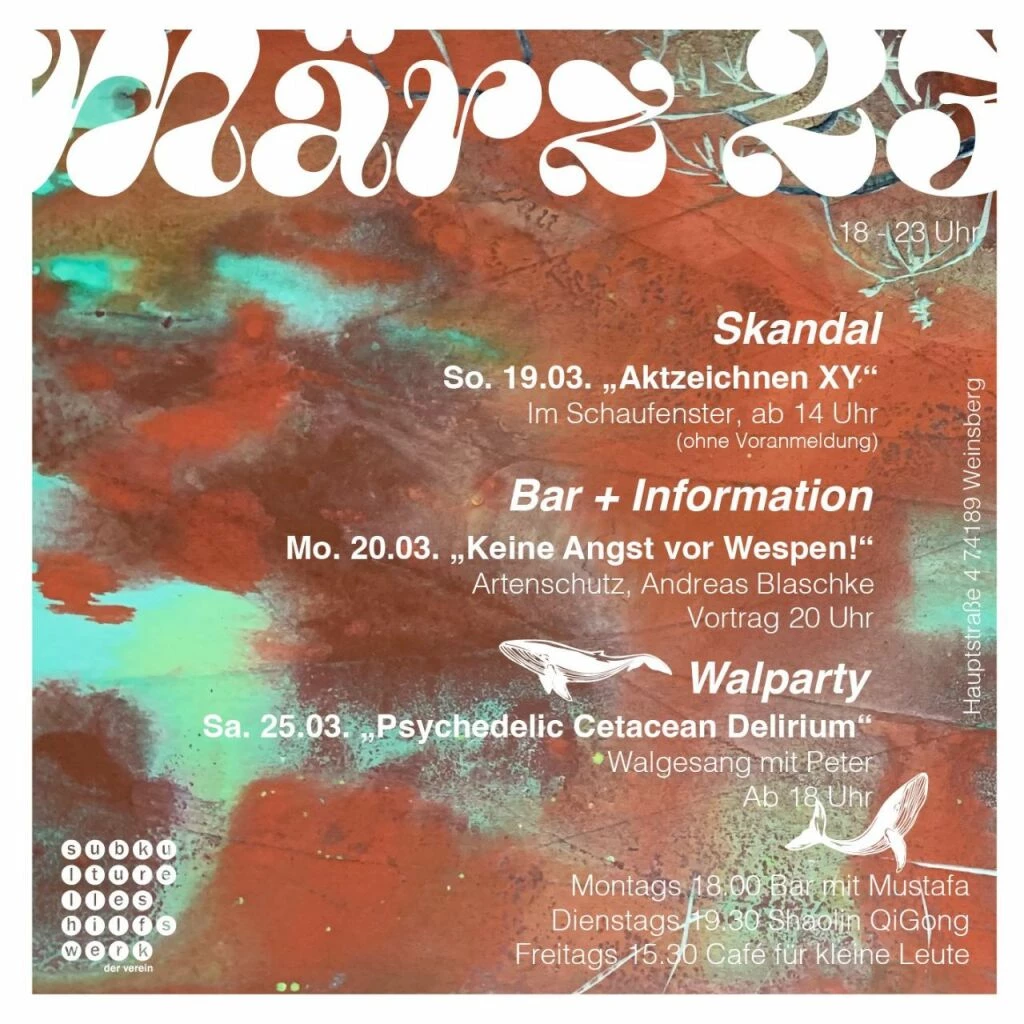 märz 23
18 - 23 Uhr
Skandal
So. 19.03. „Aktzeichnen XY“
Im Schaufenster, ab 14 Uhr
(ohne Voranmeldung)
Bar + Information
Mo. 20.03. „Keine Angst vor Wespen!“
Artenschutz, Andreas Blaschke
Vortrag 20 Uhr
Walparty
Sa. 25.03. „Psychedelic Cetacean Delirium“
Walgesang mit Peter
Ab 18 Uhr
Hauptstraße 4 74189 Weinsberg
Montags 18.00 Bar mit Mustafa
Dienstags 19.30 Shaolin QiGong
Freitags 15.30 Café für kleine Leute
subku
lture
lles
hilfs
werk
der verein